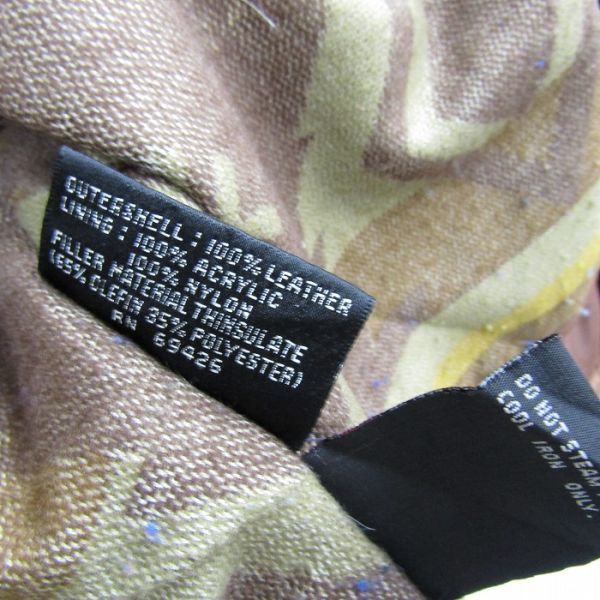 OUTERSHELL : 100% LEATHER
LINING : 100% ACRYLIC
100% NYLON
FILLER MATERIAL THINSULATE
(65% OLEFIN 35% POLYESTER)
RN 69426
DO NOT STEAM
COOL IRON ONLY.